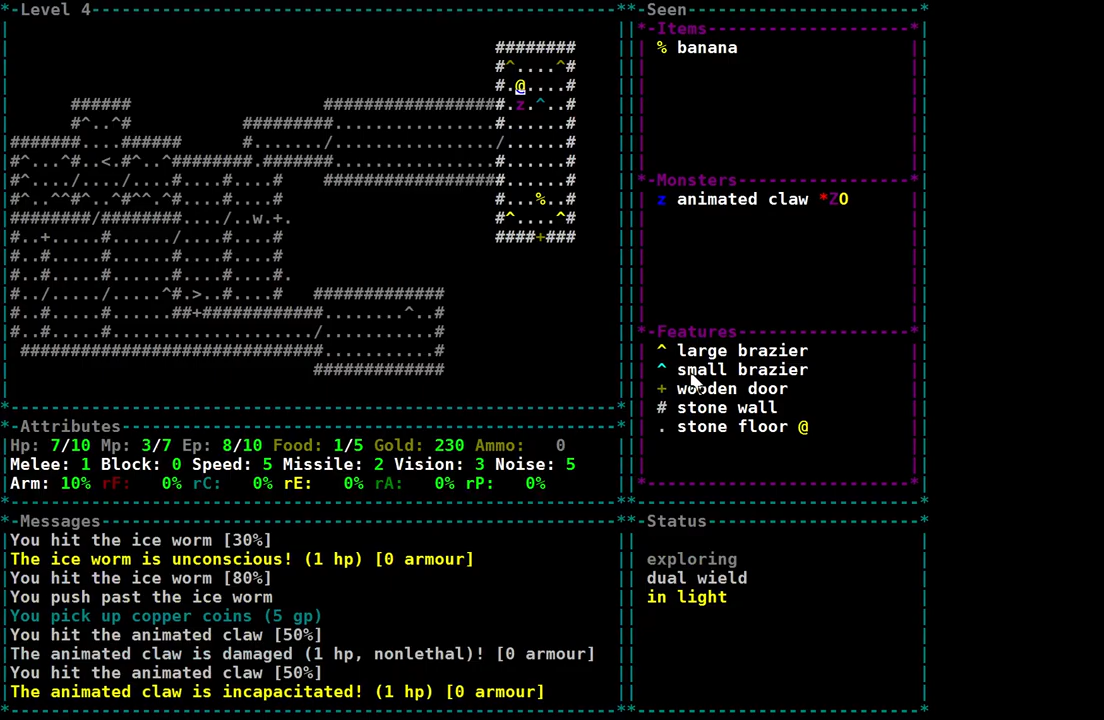 *-Level 4
########
#^....^#
#.@....#
###### ##################.z.^..#
#^..^# #########................#......#
#######....###### #......./................/......#
#^...^#..<.#^..^########.#######................#......#
#^..../..../....#....#....# ##################......#
#^..^^#^..^#^^.^#....#....# #...%..#
########/########..../..w.+. #^....^#
#..+.....#....../....#....# ####+###
#..#.....#......#....#....#
#..#.....#......#....#....#.
#../...../.....^#.>..#....# #############
#..#.....#......##+############........^..#
#..#.....#..................../...........#
##############################...........#
#############
*-Attributes
Hp: 7/10 Mp: 3/7 Ep: 8/10 Food: 1/5 Gold: 230 Ammo: 0
Melee: 1 Block: 0 Speed: 5 Missile: 2 Vision: 3 Noise: 5
Arm: 10% rF: 0% rC: 0% rE: 0% rA: 0% rP: 0%
*-Messages
You hit the ice worm [30%]
The ice worm is unconscious! (1 hp) [0 armour]
You hit the ice worm [80%]
You push past the ice worm
You pick up copper coins (5 gp)
You hit the animated claw [50%]
The animated claw is damaged (1 hp, nonlethal)! [0 armour]
You hit the animated claw [50%]
The animated claw is incapacitated! (1 hp) [0 armour]
*-Seen
*-Items
% banana
*-Monsters
z animated claw *ZO
*-Features
^ large brazier
^ small brazier
+ wooden door
# stone wall
. stone floor @
*-Status
exploring
dual wield
in light